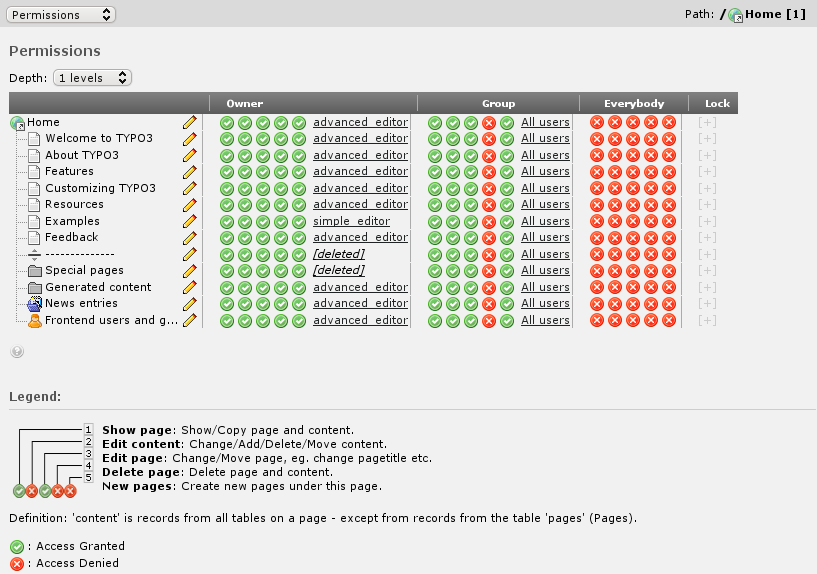 Permissions Path: / Home [1]
Permissions
Depth: 1 levels
Owner Group Everybody Lock
Home advanced_editor All users [+]
Welcome to TYPO3 advanced_editor All users [+]
About TYPO3 advanced_editor All users [+]
Features advanced_editor All users [+]
Customizing TYPO3 advanced_editor All users [+]
Resources advanced_editor All users [+]
Examples simple_editor All users [+]
Feedback advanced_editor All users [+]
-------------- [deleted] All users [+]
Special pages [deleted] All users [+]
Generated content advanced_editor All users [+]
News entries advanced_editor All users [+]
Frontend users and g... advanced_editor All users [+]
?
Legend:
1 Show page: Show/Copy page and content.
2 Edit content: Change/Add/Delete/Move content.
3 Edit page: Change/Move page, eg. change pagetitle etc.
4 Delete page: Delete page and content.
5 New pages: Create new pages under this page.
Definition: 'content' is records from all tables on a page - except from records from the table 'pages' (Pages).
: Access Granted
: Access Denied